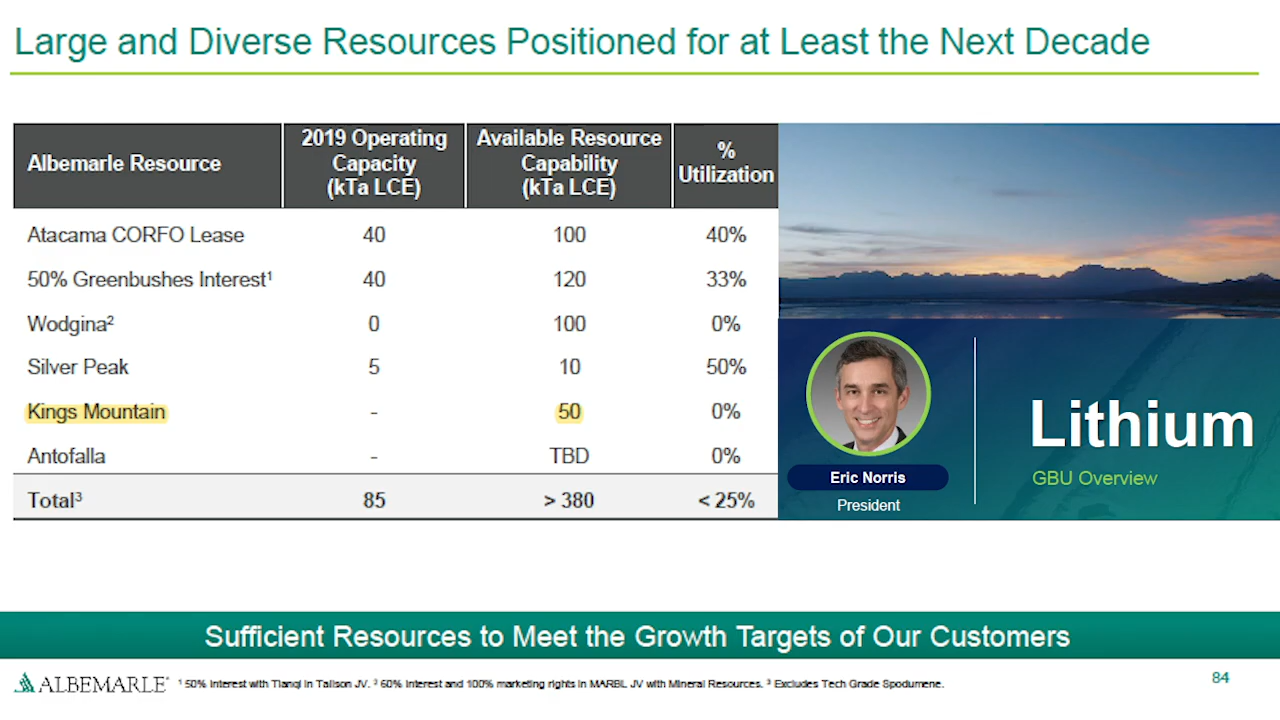 Large and Diverse Resources Positioned for at Least the Next Decade
Albemarle Resource
2019 Operating Capacity (kTa LCE)
Available Resource Capability (kTa LCE)
% Utilization
Atacama CORFO Lease 40 100 40%
50% Greenbushes Interest¹ 40 120 33%
Wodgina² 0 100 0%
Silver Peak 5 10 50%
Kings Mountain - 50 0%
Antofalla - TBD 0%
Total³ 85 > 380 < 25%
Eric Norris
President
Lithium
GBU Overview
Sufficient Resources to Meet the Growth Targets of Our Customers
ALBEMARLE®
¹ 50% interest with Tianqi in Talison JV. ² 60% interest and 100% marketing rights in MARBL JV with Mineral Resources. ³ Excludes Tech Grade Spodumene.
84